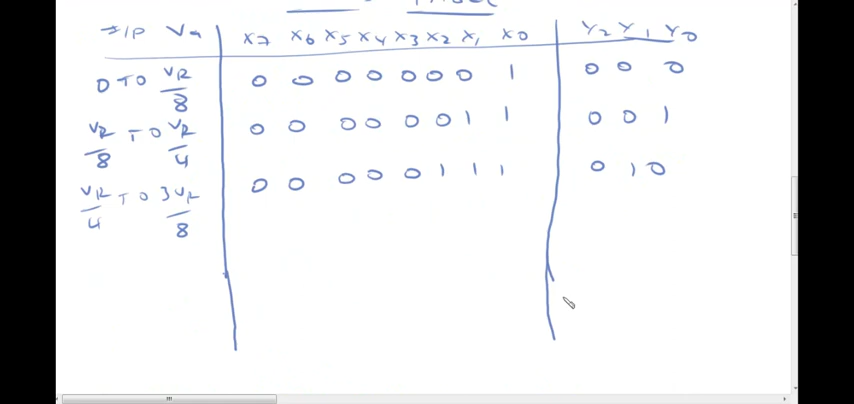 I/P Va X7 X6 X5 X4 X3 X2 X1 X0 Y2 Y1 Y0
0 TO VR/8 0 0 0 0 0 0 0 1 0 0 0
VR/8 TO VR/4 0 0 0 0 0 0 1 1 0 0 1
VR/4 TO 3VR/8 0 0 0 0 0 1 1 1 0 1 0